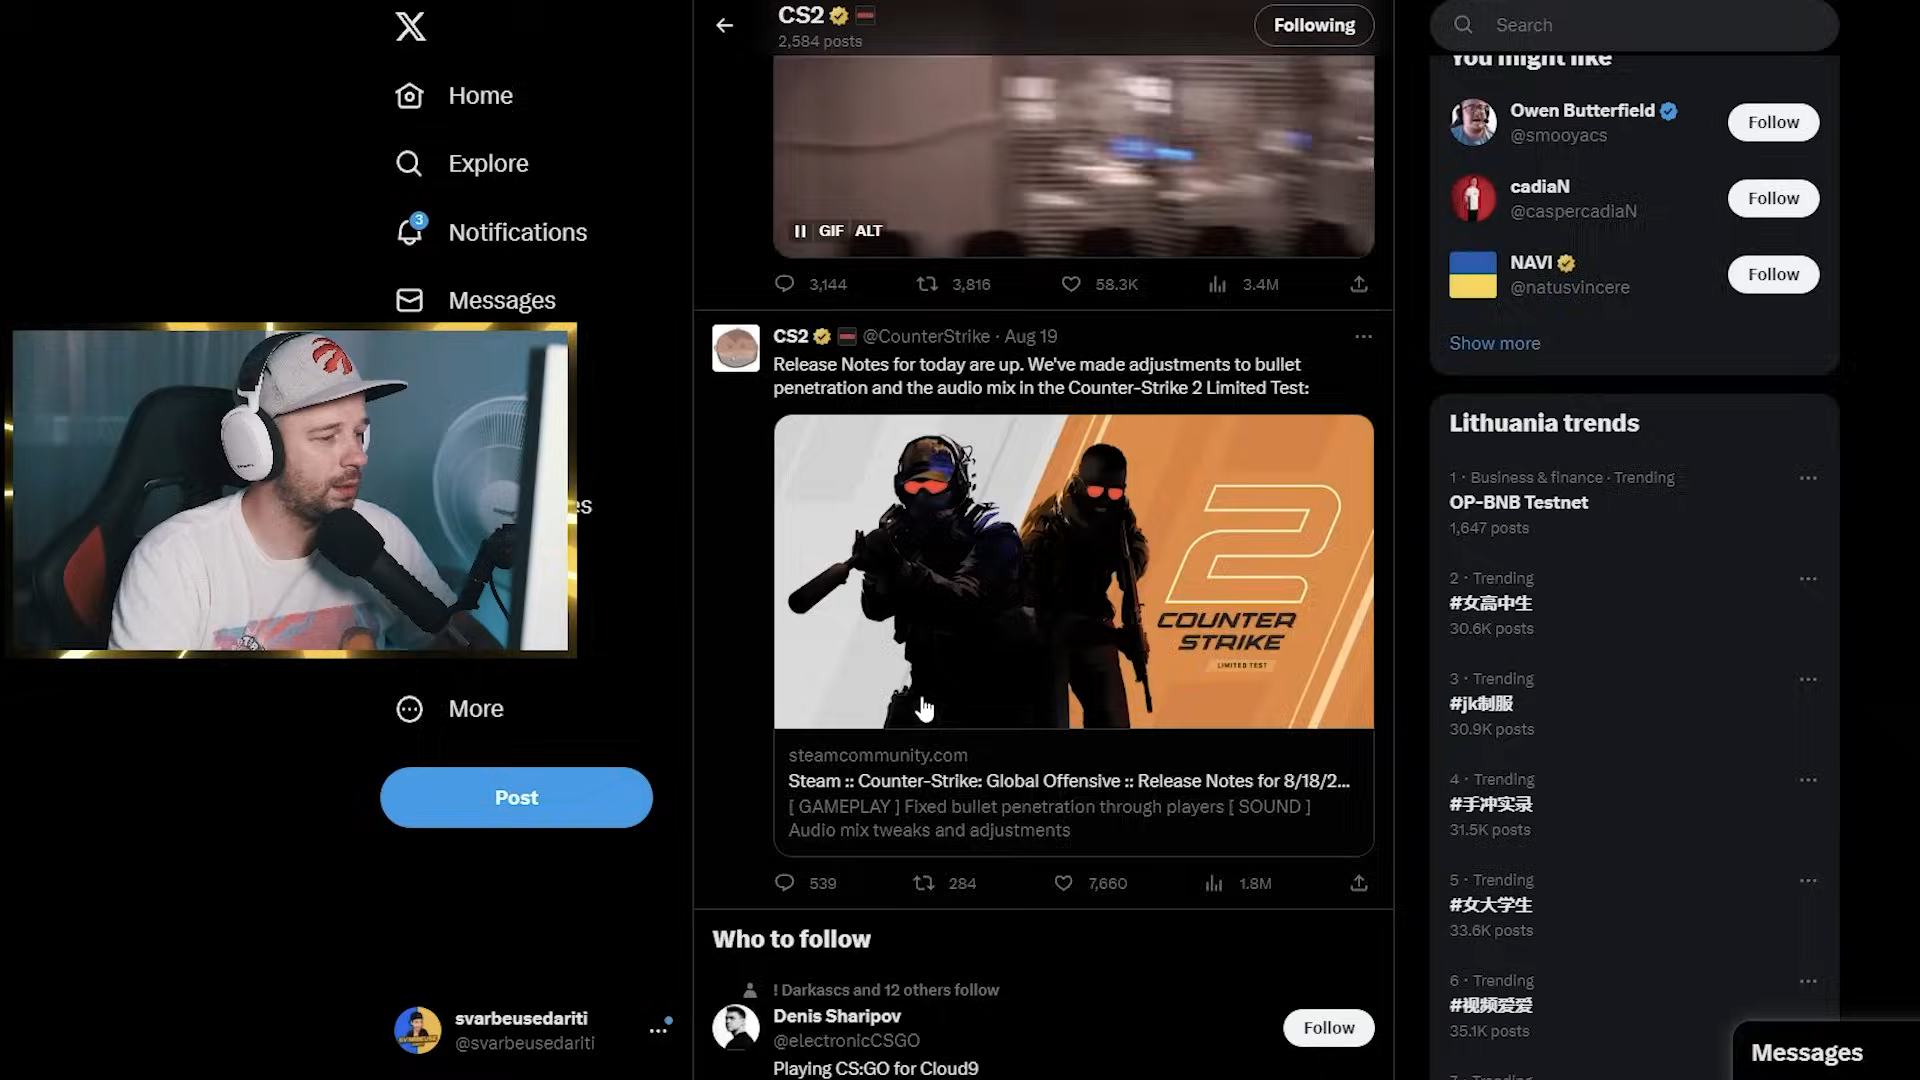 Home
Explore
3
Notifications
Messages
es
More
Post
svarbeusedariti
@svarbeusedariti
CS2
2,584 posts
Following
GIF ALT
3,144
3,816
58.3K
3.4M
CS2 @CounterStrike · Aug 19
Release Notes for today are up. We've made adjustments to bullet
penetration and the audio mix in the Counter-Strike 2 Limited Test:
2
COUNTER
STRIKE
LIMITED TEST
steamcommunity.com
Steam :: Counter-Strike: Global Offensive :: Release Notes for 8/18/2...
[ GAMEPLAY ] Fixed bullet penetration through players [ SOUND ]
Audio mix tweaks and adjustments
539
284
7,660
1.8M
Who to follow
! Darkascs and 12 others follow
Denis Sharipov
@electronicCSGO
Follow
Playing CS:GO for Cloud9
Search
You might like
Owen Butterfield
@smooyacs
Follow
cadiaN
@caspercadiaN
Follow
NAVI
@natusvincere
Follow
Show more
Lithuania trends
1 · Business & finance · Trending
OP-BNB Testnet
1,647 posts
2 · Trending
#女高中生
30.6K posts
3 · Trending
#jk制服
30.9K posts
4 · Trending
#手冲实录
31.5K posts
5 · Trending
#女大学生
33.6K posts
6 · Trending
#视频爱爱
35.1K posts
Messages